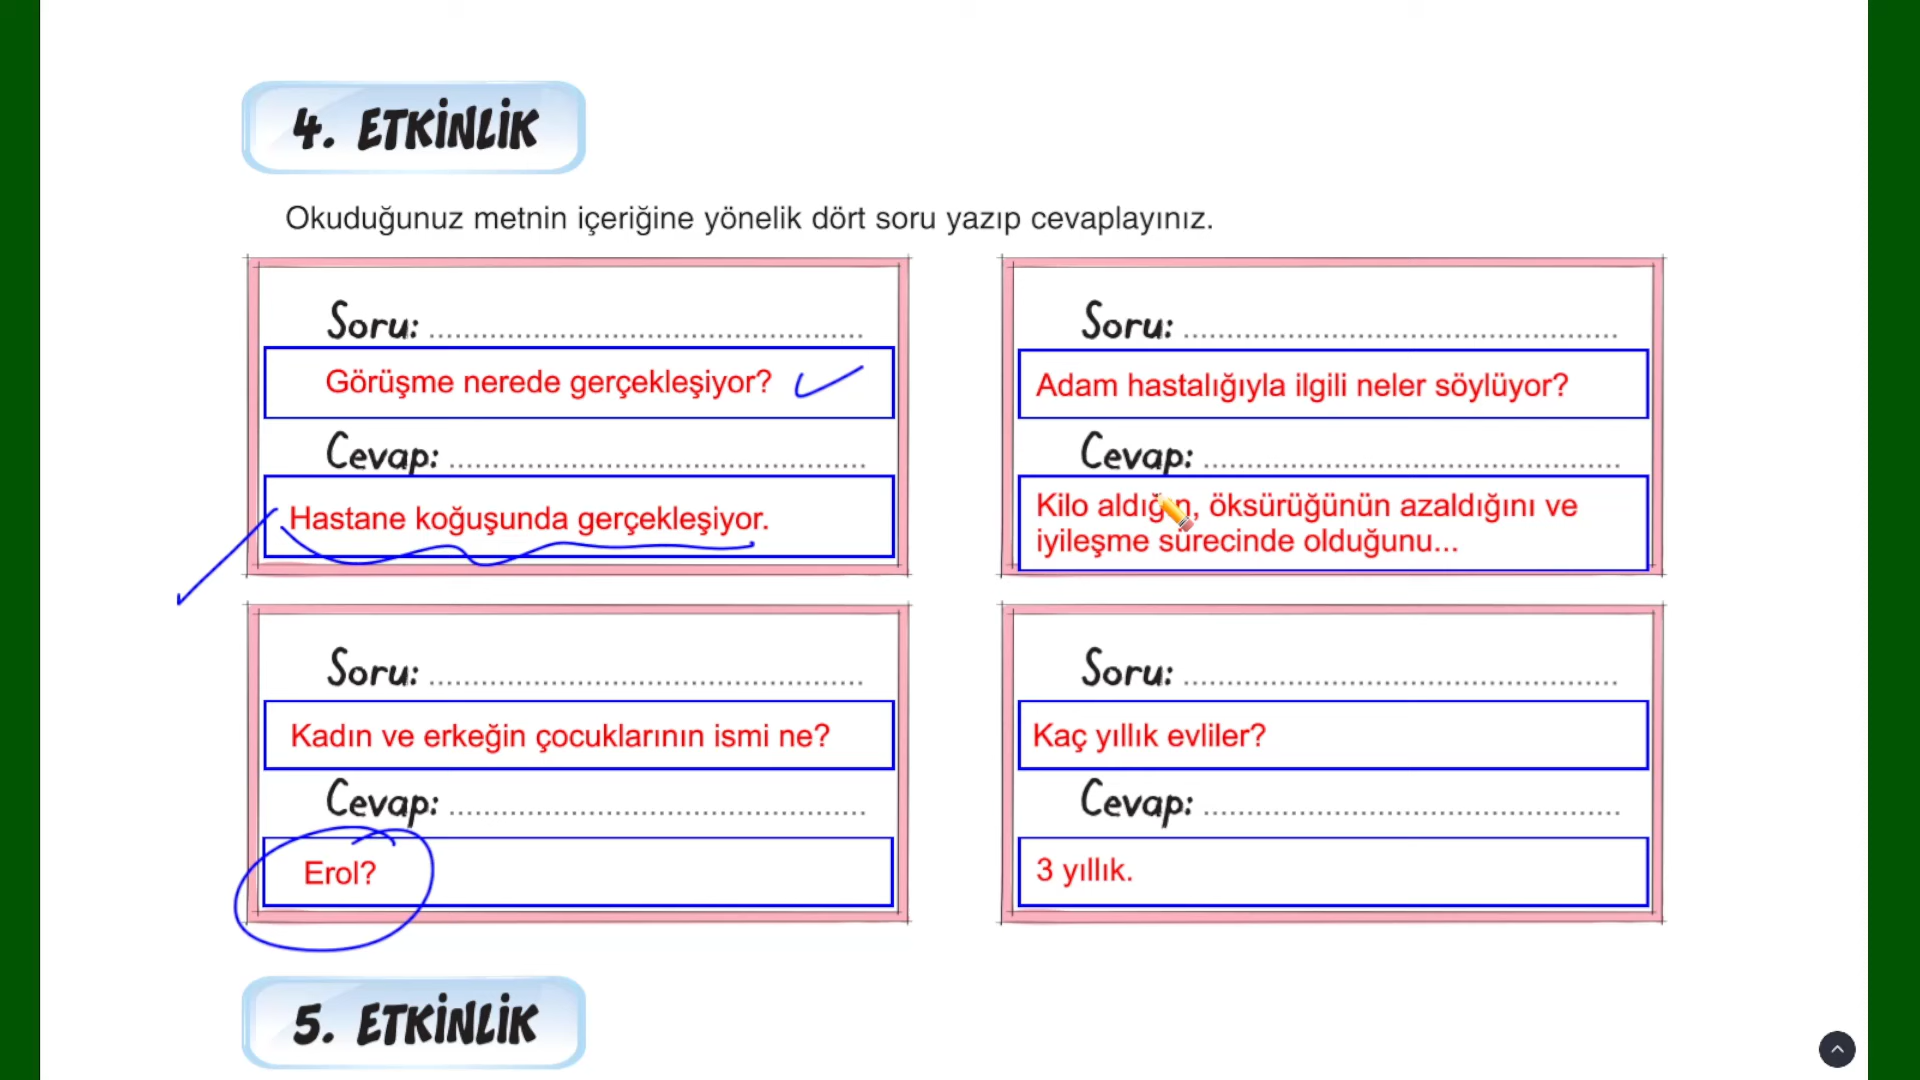 4. ETKİNLİK
Okuduğunuz metnin içeriğine yönelik dört soru yazıp cevaplayınız.
Soru: ................................................
Görüşme nerede gerçekleşiyor?
Cevap: ................................................
Hastane koğuşunda gerçekleşiyor.
Soru: ................................................
Adam hastalığıyla ilgili neler söylüyor?
Cevap: ................................................
Kilo aldığın, öksürüğünün azaldığını ve
iyileşme sürecinde olduğunu...
Soru: ................................................
Kadın ve erkeğin çocuklarının ismi ne?
Cevap: ................................................
Erol?
Soru: ................................................
Kaç yıllık evliler?
Cevap: ................................................
3 yıllık.
5. ETKİNLİK